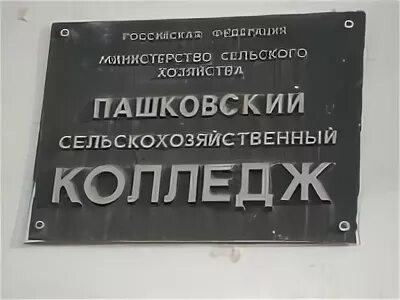 РОССИЙСКАЯ ФЕДЕРАЦИЯ
МИНИСТЕРСТВО СЕЛЬСКОГО
ХОЗЯЙСТВА
ПАШКОВСКИЙ
СЕЛЬСКОХОЗЯЙСТВЕННЫЙ
КОЛЛЕДЖ